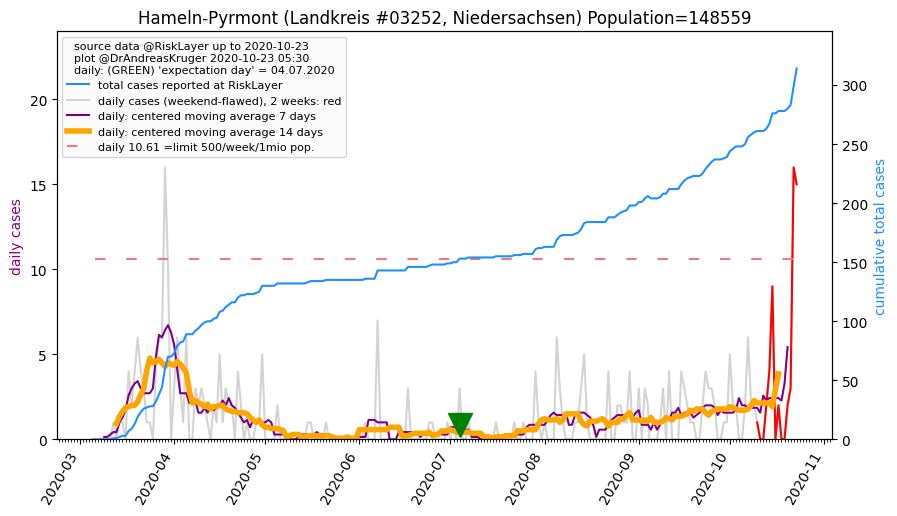 Hameln-Pyrmont (Landkreis #03252, Niedersachsen) Population=148559
source data @RiskLayer up to 2020-10-23
plot @DrAndreasKruger 2020-10-23 05:30
daily: (GREEN) 'expectation day' = 04.07.2020
total cases reported at RiskLayer
daily cases (weekend-flawed), 2 weeks: red
daily: centered moving average 7 days
daily: centered moving average 14 days
daily 10.61 =limit 500/week/1mio pop.
daily cases
20
15
10
5
0
300
250
200
150
100
50
0
cumulative total cases
2020-03
2020-04
2020-05
2020-06
2020-07
2020-08
2020-09
2020-10
2020-11